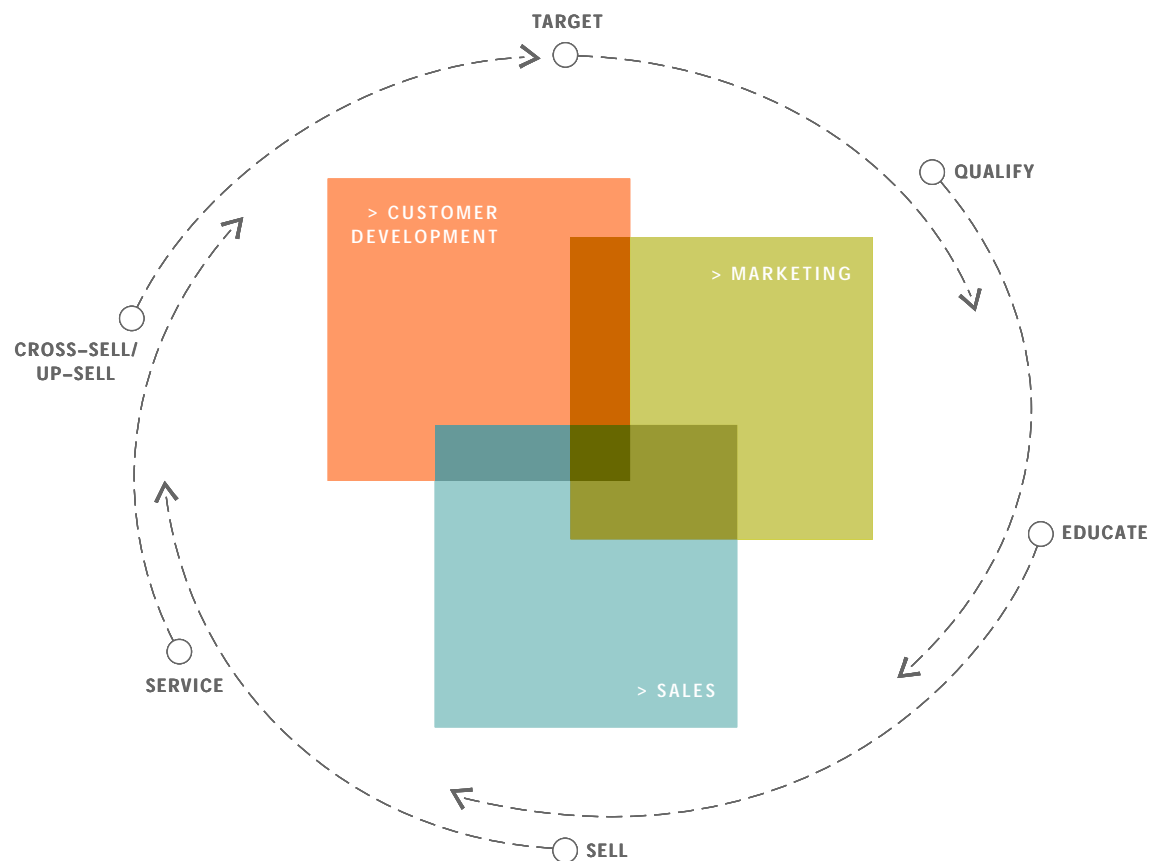 TARGET
QUALIFY
> CUSTOMER
DEVELOPMENT
> MARKETING
CROSS–SELL/
UP–SELL
EDUCATE
SERVICE
> SALES
SELL